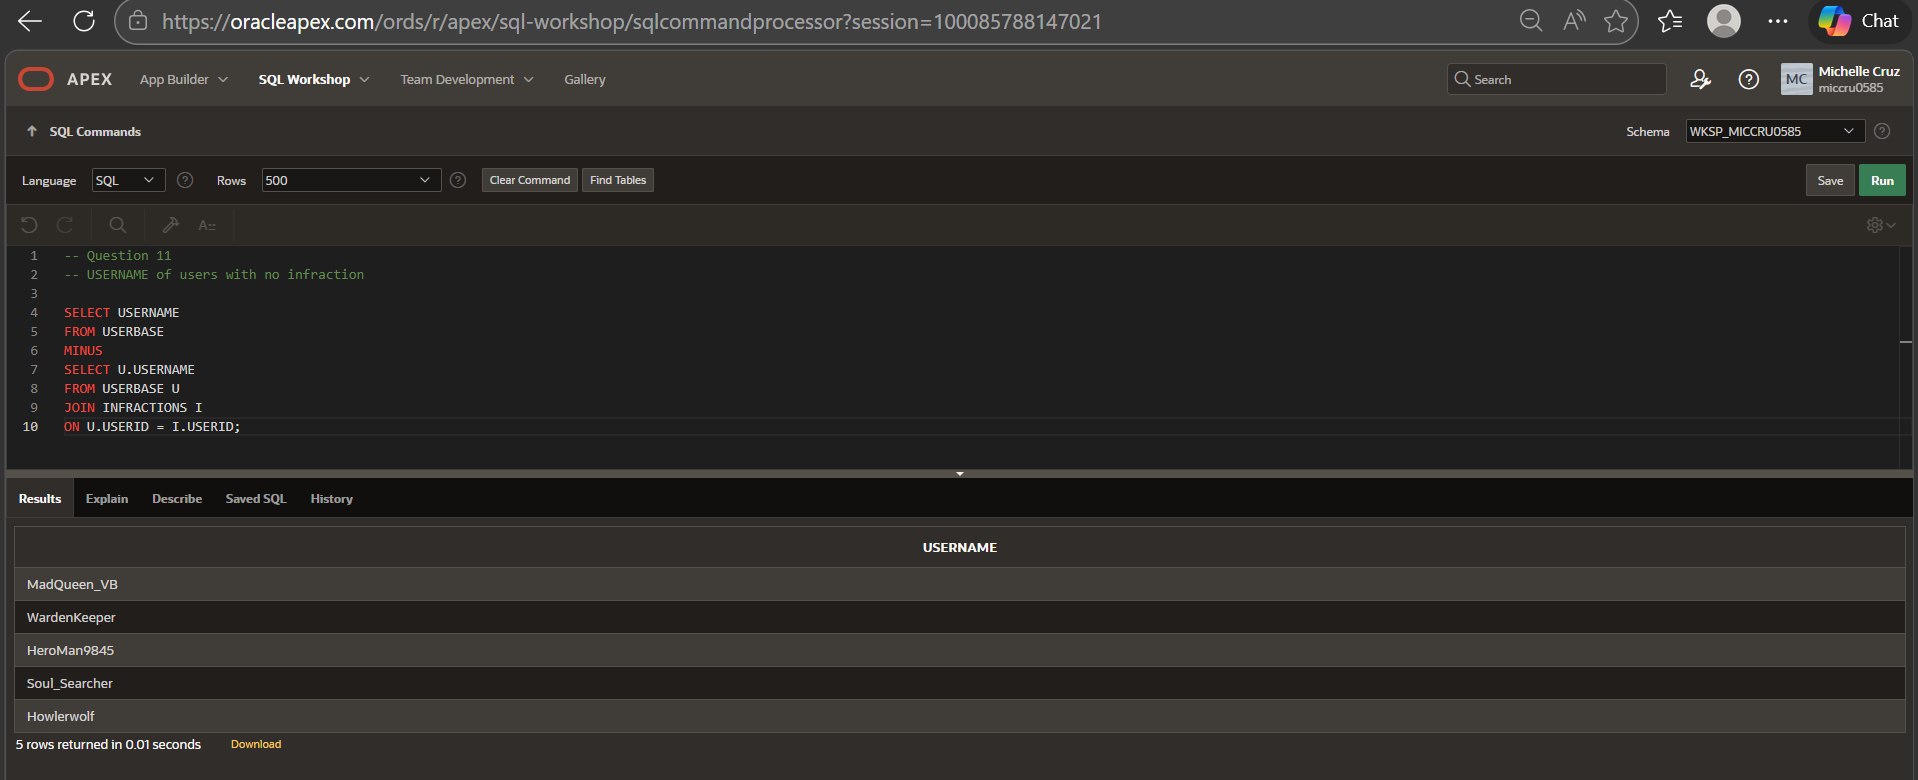 https://oracleapex.com/ords/r/apex/sql-workshop/sqlcommandprocessor?session=100085788147021
Chat
APEX App Builder SQL Workshop Team Development Gallery Search MC Michelle Cruz
miccru0585
SQL Commands Schema WKSP_MICCRU0585
Language SQL Rows 500 Clear Command Find Tables Save Run
1 -- Question 11
2 -- USERNAME of users with no infraction
3
4 SELECT USERNAME
5 FROM USERBASE
6 MINUS
7 SELECT U.USERNAME
8 FROM USERBASE U
9 JOIN INFRACTIONS I
10 ON U.USERID = I.USERID;
Results Explain Describe Saved SQL History
USERNAME
MadQueen_VB
WardenKeeper
HeroMan9845
Soul_Searcher
Howlerwolf
5 rows returned in 0.01 seconds Download